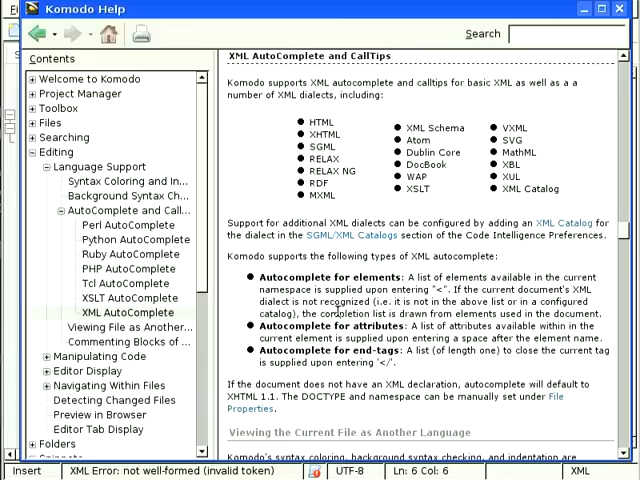 Komodo Help
Search
Contents
Welcome to Komodo
Project Manager
Toolbox
Files
Searching
Editing
Language Support
Syntax Coloring and In...
Background Syntax Ch...
AutoComplete and Call...
Perl AutoComplete
Python AutoComplete
Ruby AutoComplete
PHP AutoComplete
Tcl AutoComplete
XSLT AutoComplete
XML AutoComplete
Viewing File as Another...
Commenting Blocks of ...
Manipulating Code
Editor Display
Navigating Within Files
Detecting Changed Files
Preview in Browser
Editor Tab Display
Folders
XML AutoComplete and CallTips
Komodo supports XML autocomplete and calltips for basic XML as well as a a
number of XML dialects, including:
HTML
XHTML
SGML
RELAX
RELAX NG
RDF
MXML
XML Schema
Atom
Dublin Core
DocBook
WAP
XSLT
VXML
SVG
MathML
XBL
XUL
XML Catalog
Support for additional XML dialects can be configured by adding an XML Catalog for
the dialect in the SGML/XML Catalogs section of the Code Intelligence Preferences.
Komodo supports the following types of XML autocomplete:
Autocomplete for elements: A list of elements available in the current
namespace is supplied upon entering "<". If the current document's XML
dialect is not recognized (i.e. it is not in the above list or in a configured
catalog), the completion list is drawn from elements used in the document.
Autocomplete for attributes: A list of attributes available within in the
current element is supplied upon entering a space after the element name.
Autocomplete for end-tags: A list (of length one) to close the current tag
is supplied upon entering '</'.
If the document does not have an XML declaration, autocomplete will default to
XHTML 1.1. The DOCTYPE and namespace can be manually set under File
Properties.
Viewing the Current File as Another Language
Komodo's syntax coloring, background syntax checking, and indentation are
Insert
XML Error: not well-formed (invalid token)
UTF-8
Ln: 6 Col: 6
XML